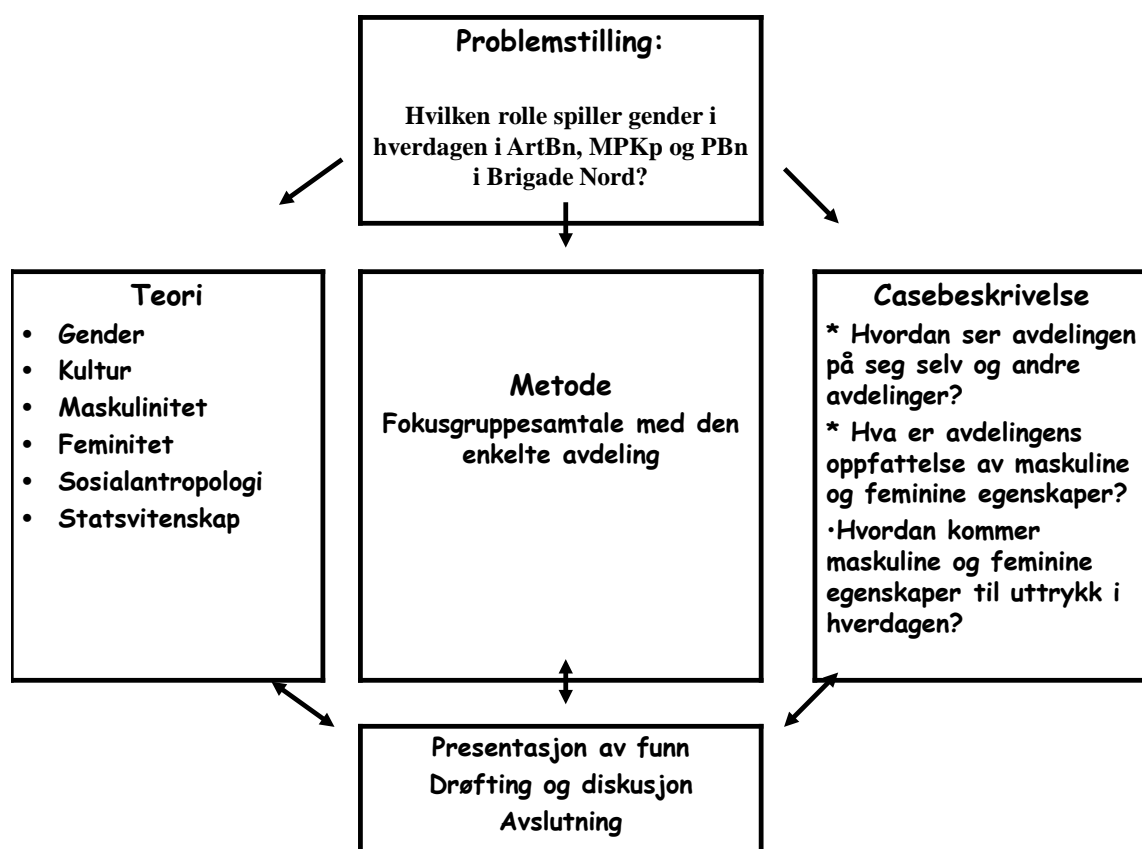 Problemstilling:
Hvilken rolle spiller gender i
hverdagen i ArtBn, MPKp og PBn
i Brigade Nord?
Teori
• Gender
• Kultur
• Maskulinitet
• Feminitet
• Sosialantropologi
• Statsvitenskap
Metode
Fokusgruppesamtale med den
enkelte avdeling
Casebeskrivelse
* Hvordan ser avdelingen
på seg selv og andre
avdelinger?
* Hva er avdelingens
oppfattelse av maskuline
og feminine egenskaper?
·Hvordan kommer
maskuline og feminine
egenskaper til uttrykk i
hverdagen?
Presentasjon av funn
Drøfting og diskusjon
Avslutning